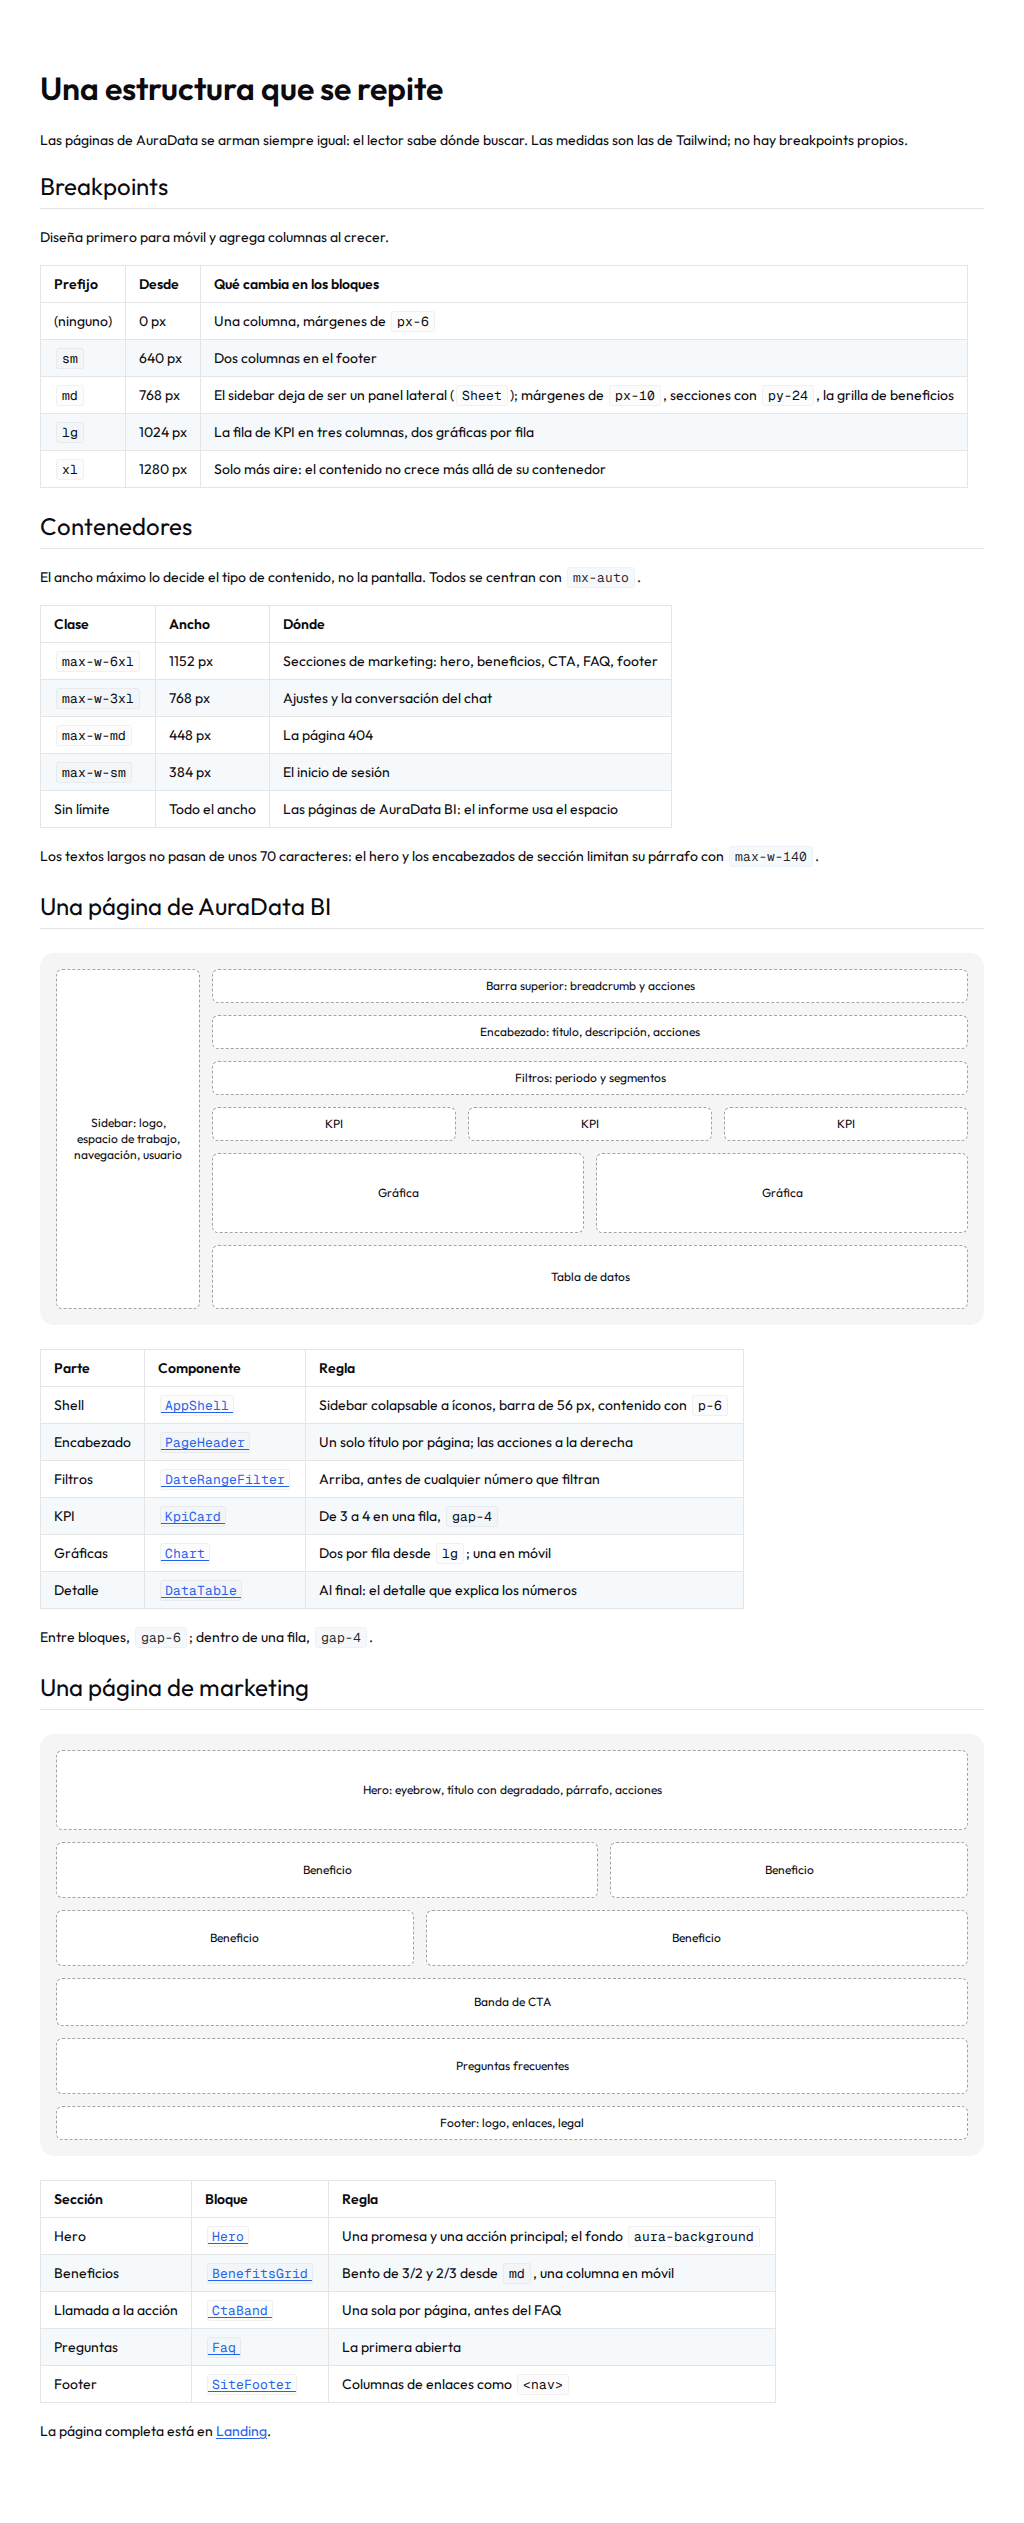 Una estructura que se repite
Las páginas de AuraData se arman siempre igual: el lector sabe dónde buscar. Las medidas son las de Tailwind; no hay breakpoints propios.
Breakpoints
Diseña primero para móvil y agrega columnas al crecer.
Prefijo Desde Qué cambia en los bloques
(ninguno) 0 px Una columna, márgenes de px-6
sm 640 px Dos columnas en el footer
md 768 px El sidebar deja de ser un panel lateral ( Sheet ); márgenes de px-10 , secciones con py-24 , la grilla de beneficios
lg 1024 px La fila de KPI en tres columnas, dos gráficas por fila
xl 1280 px Solo más aire: el contenido no crece más allá de su contenedor
Contenedores
El ancho máximo lo decide el tipo de contenido, no la pantalla. Todos se centran con mx-auto .
Clase Ancho Dónde
max-w-6xl 1152 px Secciones de marketing: hero, beneficios, CTA, FAQ, footer
max-w-3xl 768 px Ajustes y la conversación del chat
max-w-md 448 px La página 404
max-w-sm 384 px El inicio de sesión
Sin límite Todo el ancho Las páginas de AuraData BI: el informe usa el espacio
Los textos largos no pasan de unos 70 caracteres: el hero y los encabezados de sección limitan su párrafo con max-w-140 .
Una página de AuraData BI
Barra superior: breadcrumb y acciones
Encabezado: título, descripción, acciones
Filtros: periodo y segmentos
Sidebar: logo,
espacio de trabajo,
navegación, usuario
KPI KPI KPI
Gráfica Gráfica
Tabla de datos
Parte Componente Regla
Shell AppShell Sidebar colapsable a íconos, barra de 56 px, contenido con p-6
Encabezado PageHeader Un solo título por página; las acciones a la derecha
Filtros DateRangeFilter Arriba, antes de cualquier número que filtran
KPI KpiCard De 3 a 4 en una fila, gap-4
Gráficas Chart Dos por fila desde lg ; una en móvil
Detalle DataTable Al final: el detalle que explica los números
Entre bloques, gap-6 ; dentro de una fila, gap-4 .
Una página de marketing
Hero: eyebrow, título con degradado, párrafo, acciones
Beneficio Beneficio
Beneficio Beneficio
Banda de CTA
Preguntas frecuentes
Footer: logo, enlaces, legal
Sección Bloque Regla
Hero Hero Una promesa y una acción principal; el fondo aura-background
Beneficios BenefitsGrid Bento de 3/2 y 2/3 desde md , una columna en móvil
Llamada a la acción CtaBand Una sola por página, antes del FAQ
Preguntas Faq La primera abierta
Footer SiteFooter Columnas de enlaces como <nav>
La página completa está en Landing.